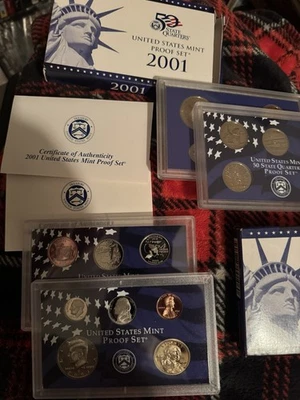 50
STATE
QUARTERS
UNITED STATES MINT
PROOF SET
2001
2001
Certificate of Authenticity
2001 United States Mint Proof Set
UNITED STATES MINT
50 STATE QUARTERS
PROOF SET
UNITED STATES MINT
PROOF SET